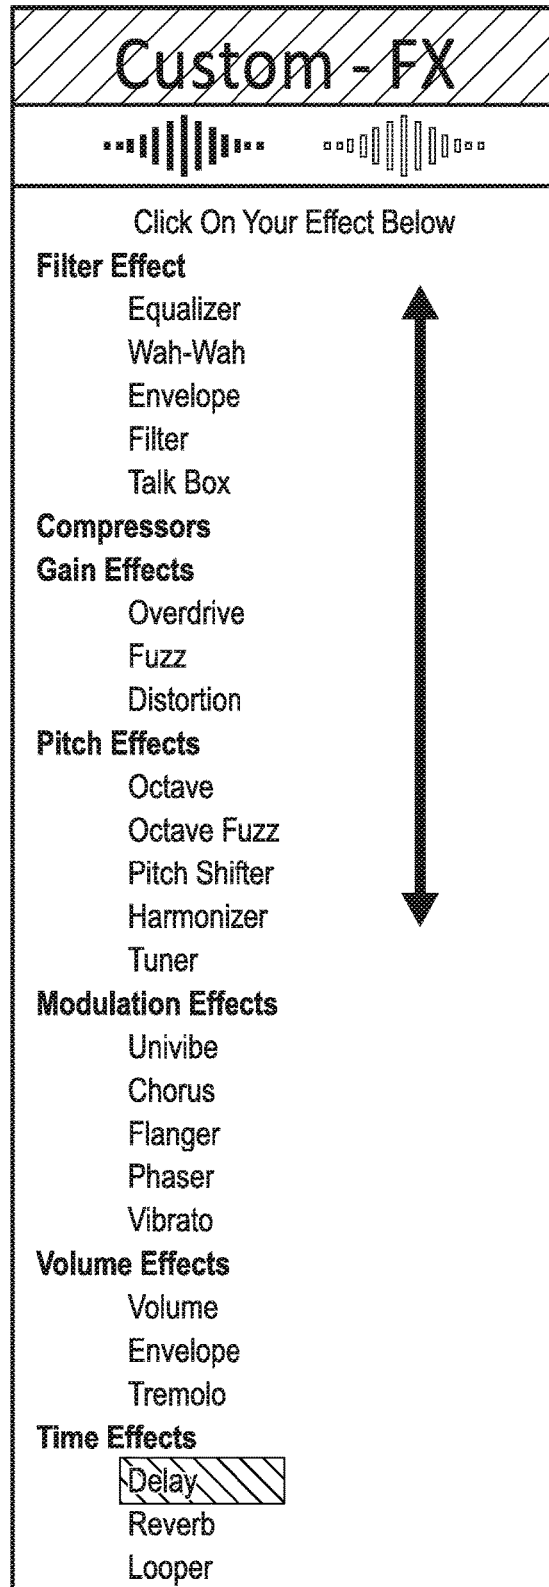 Custom - FX
Click On Your Effect Below
Filter Effect
Equalizer
Wah-Wah
Envelope
Filter
Talk Box
Compressors
Gain Effects
Overdrive
Fuzz
Distortion
Pitch Effects
Octave
Octave Fuzz
Pitch Shifter
Harmonizer
Tuner
Modulation Effects
Univibe
Chorus
Flanger
Phaser
Vibrato
Volume Effects
Volume
Envelope
Tremolo
Time Effects
Delay
Reverb
Looper